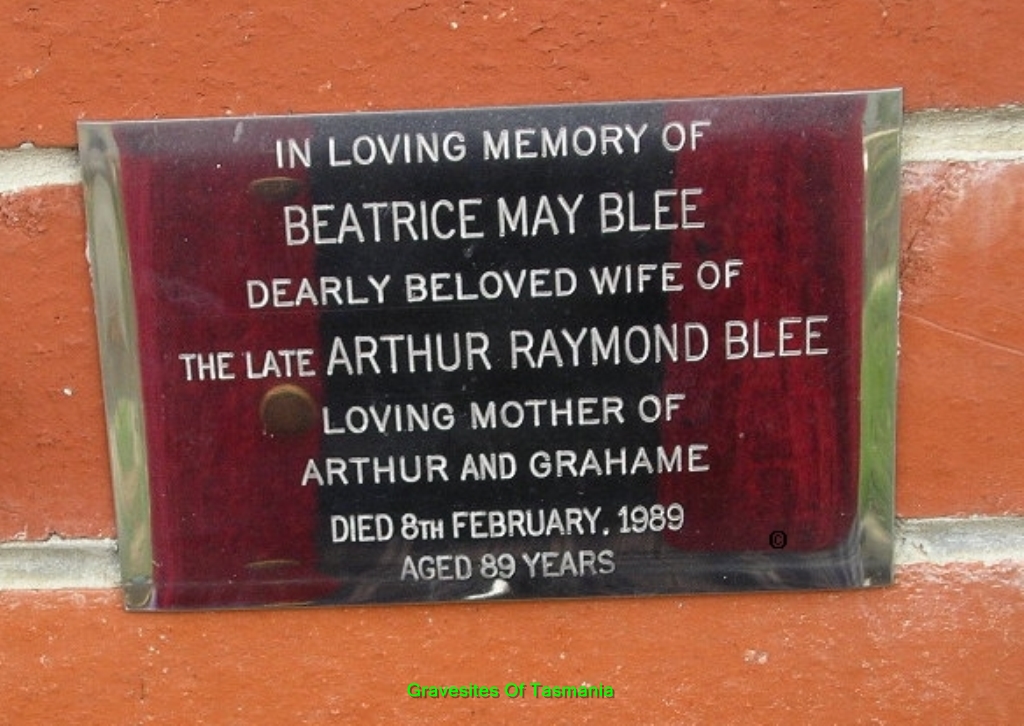 IN LOVING MEMORY OF
BEATRICE MAY BLEE
DEARLY BELOVED WIFE OF
THE LATE ARTHUR RAYMOND BLEE
LOVING MOTHER OF
ARTHUR AND GRAHAME
DIED 8TH FEBRUARY, 1989
AGED 89 YEARS
©
Gravesites Of Tasmania